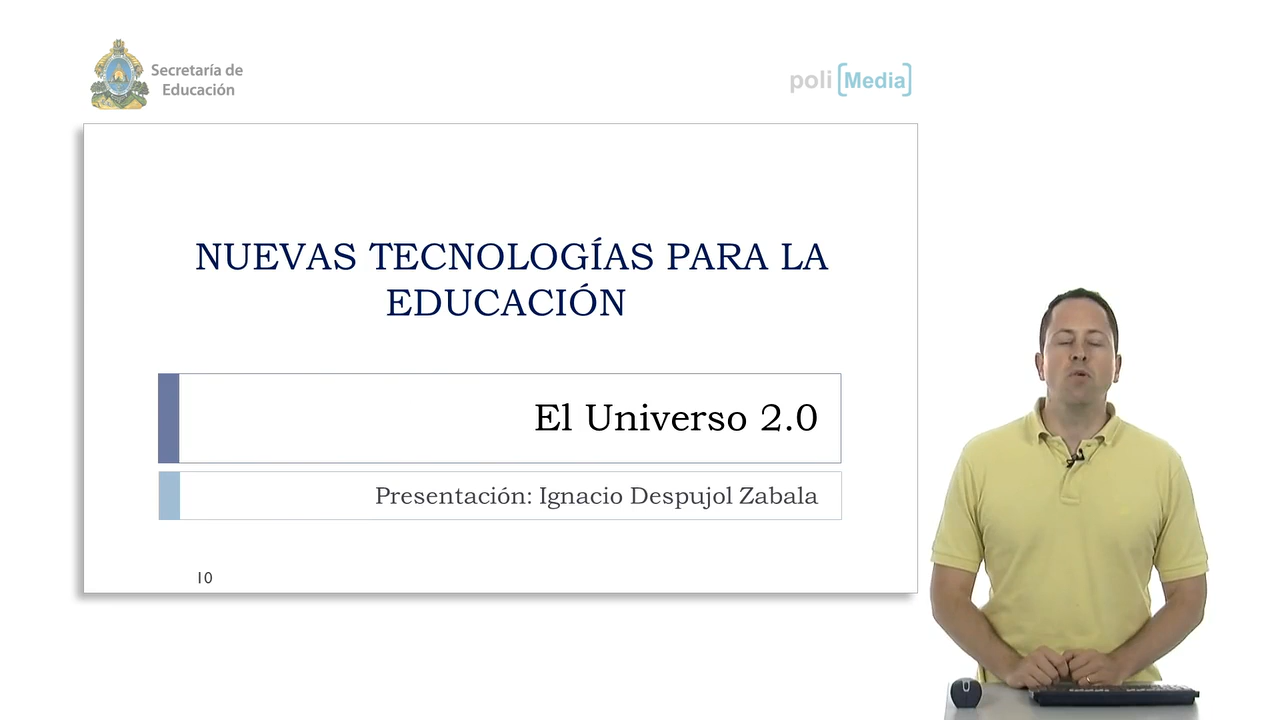 Secretaría de
Educación
poli [Media]
NUEVAS TECNOLOGÍAS PARA LA
EDUCACIÓN
El Universo 2.0
Presentación: Ignacio Despujol Zabala
10